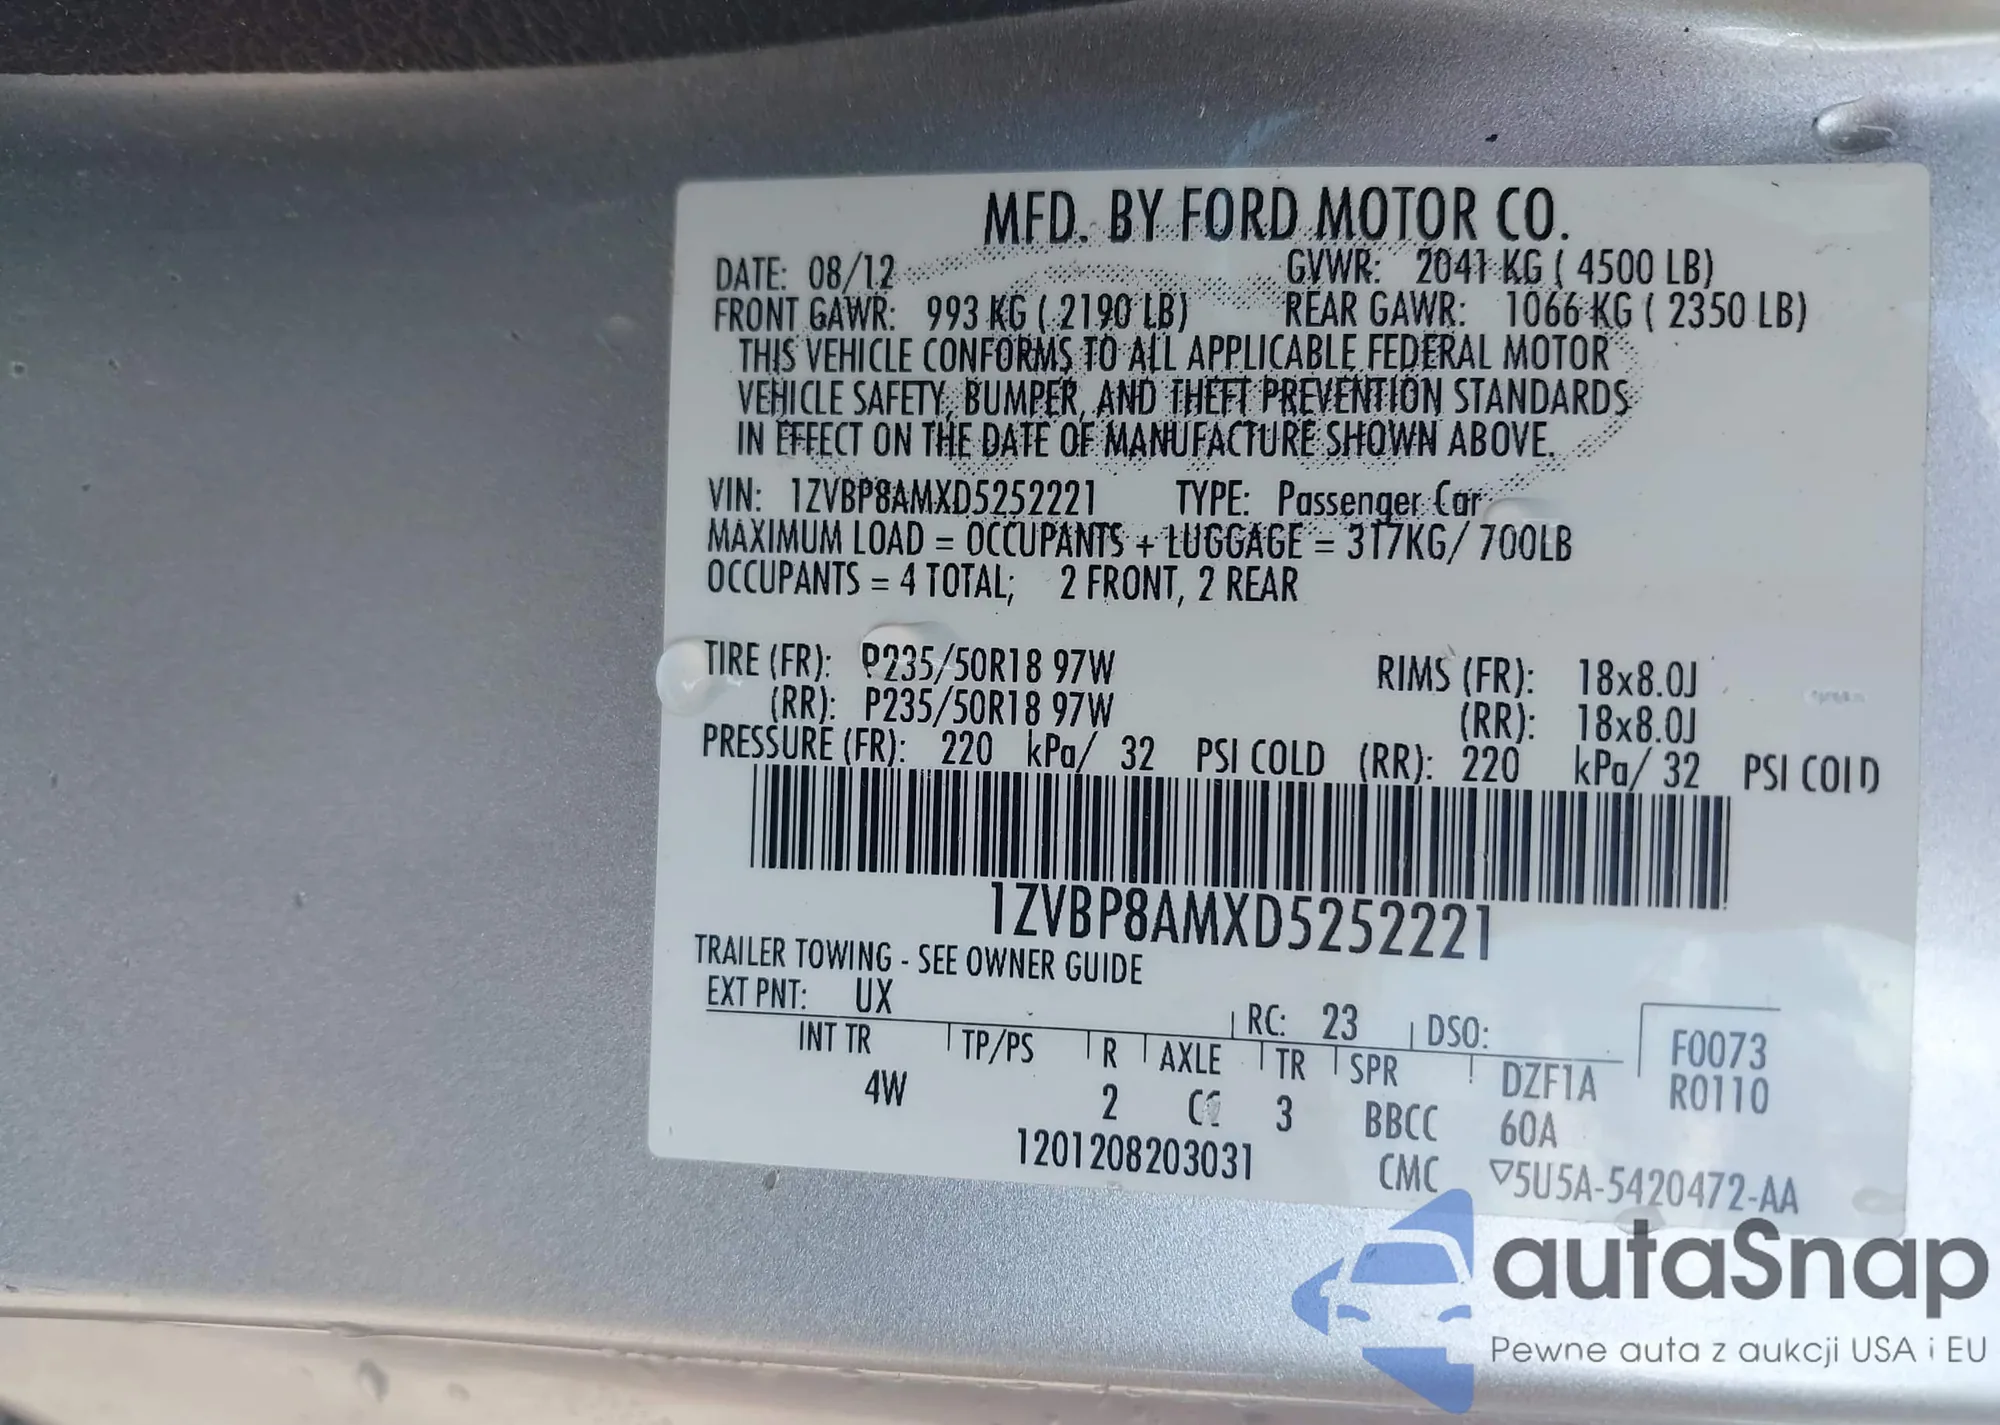 MFD. BY FORD MOTOR CO.
DATE: 08/12 GVWR: 2041 KG ( 4500 LB)
FRONT GAWR: 993 KG ( 2190 LB) REAR GAWR: 1066 KG ( 2350 LB)
THIS VEHICLE CONFORMS TO ALL APPLICABLE FEDERAL MOTOR
VEHICLE SAFETY, BUMPER, AND THEFT PREVENTION STANDARDS
IN EFFECT ON THE DATE OF MANUFACTURE SHOWN ABOVE.
VIN: 1ZVBP8AMXD5252221 TYPE: Passenger Car
MAXIMUM LOAD = OCCUPANTS + LUGGAGE = 317KG/ 700LB
OCCUPANTS = 4 TOTAL; 2 FRONT, 2 REAR
TIRE (FR): P235/50R18 97W RIMS (FR): 18x8.0J
(RR): P235/50R18 97W (RR): 18x8.0J
PRESSURE (FR): 220 kPa/ 32 PSI COLD (RR): 220 kPa/ 32 PSI COLD
1ZVBP8AMXD5252221
TRAILER TOWING - SEE OWNER GUIDE
EXT PNT: UX RC: 23 DSO: F0073
INT TR TP/PS R AXLE TR SPR DZF1A R0110
4W 2 3 BBCC 60A
1201208203031 CMC ▽5U5A-5420472-AA
autaSnap
Pewne auta z aukcji USA i EU